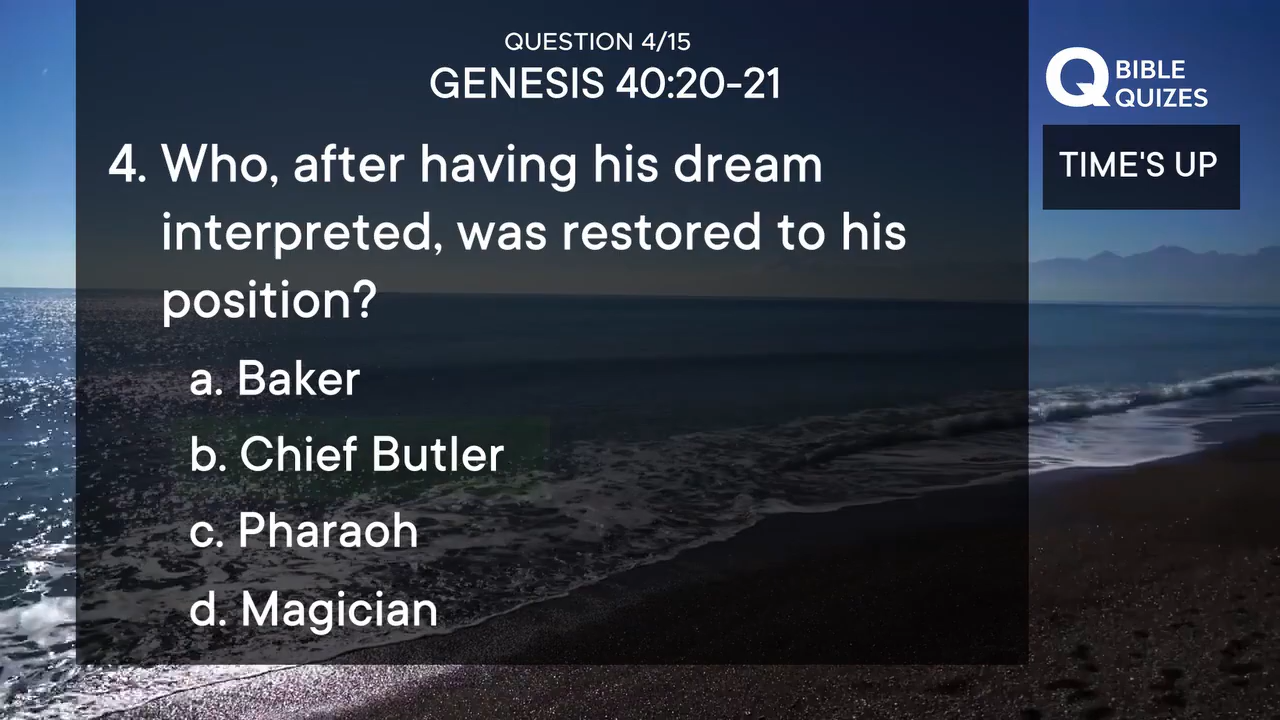 QUESTION 4/15
GENESIS 40:20-21
BIBLE
QUIZES
TIME'S UP
4. Who, after having his dream
interpreted, was restored to his
position?
a. Baker
b. Chief Butler
c. Pharaoh
d. Magician